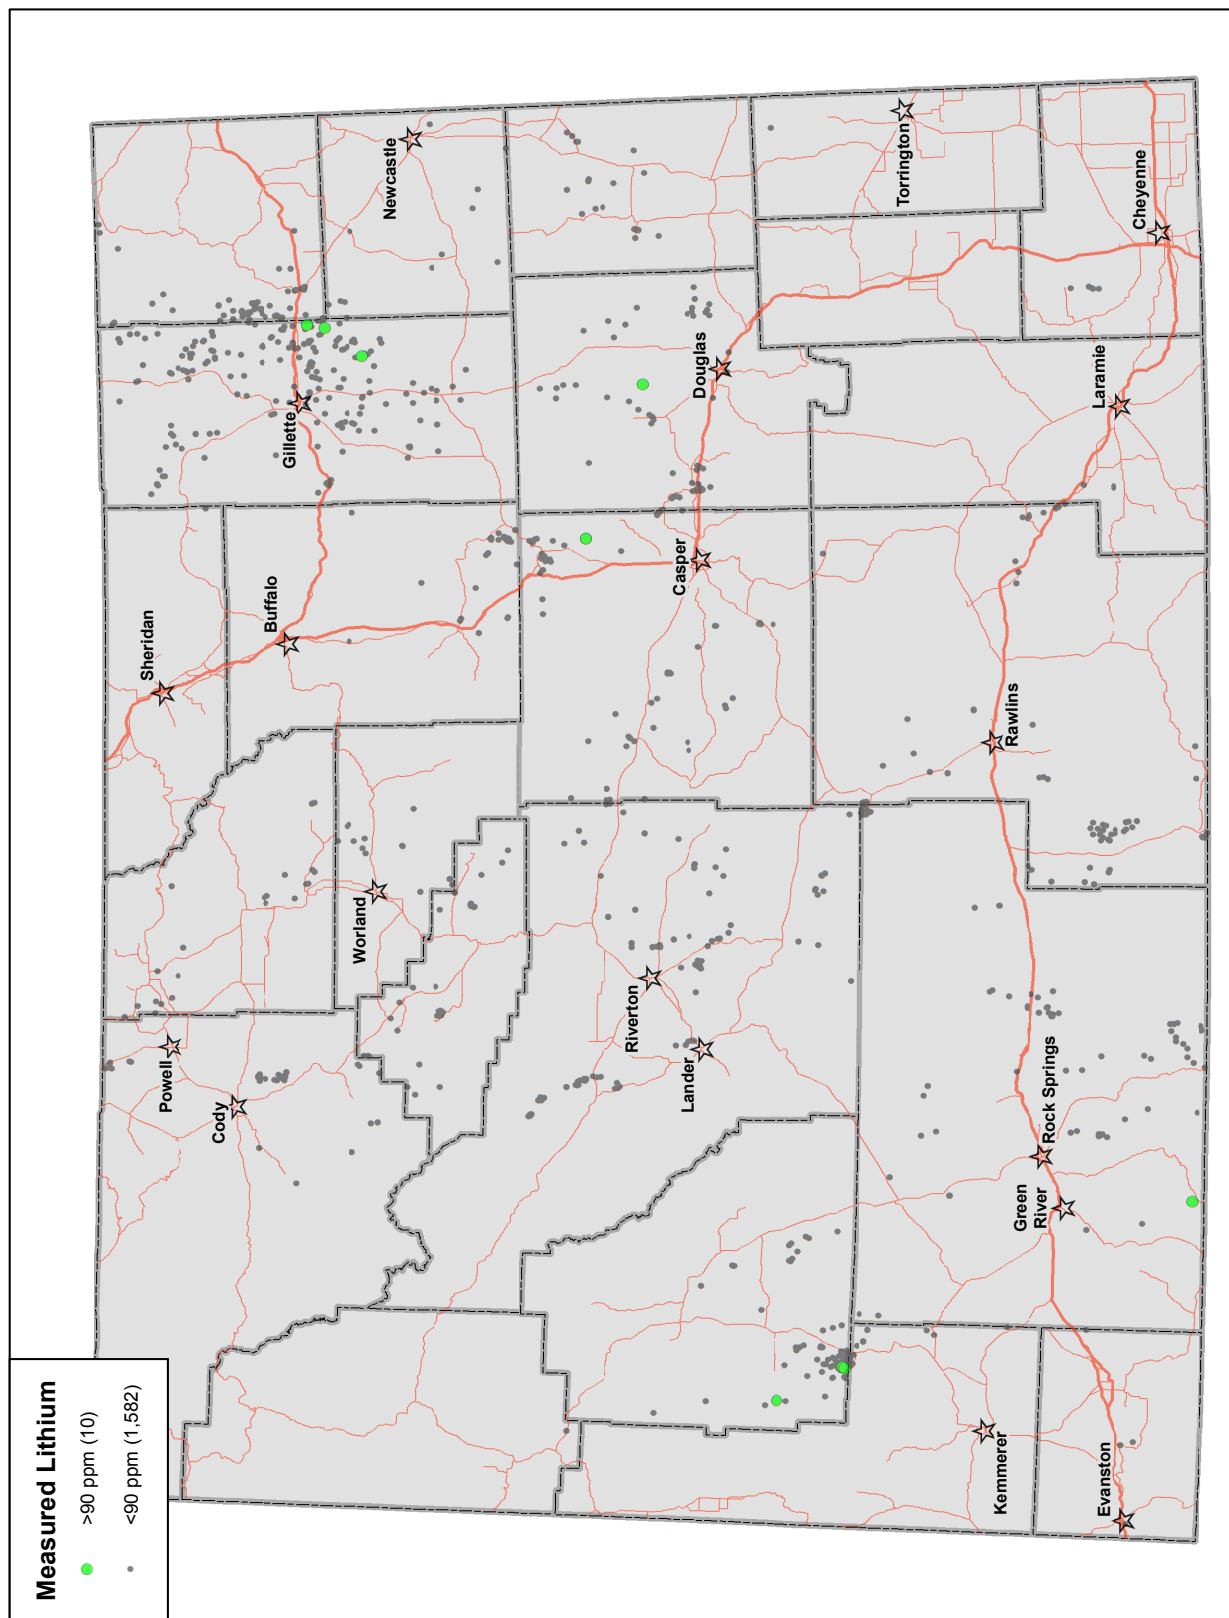 Measured Lithium
>90 ppm (10)
<90 ppm (1,582)
Sheridan
Powell
Cody
Buffalo
Gillette
Newcastle
Worland
Riverton
Lander
Casper
Douglas
Torrington
Rawlins
Laramie
Cheyenne
Rock Springs
Green
River
Kemmerer
Evanston